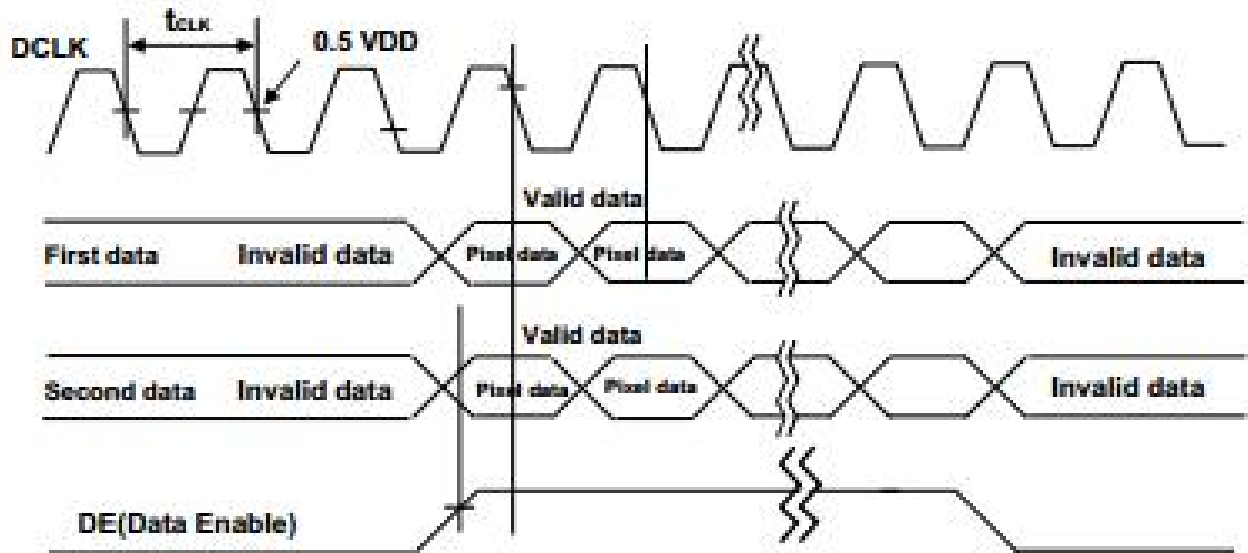 tCLK
DCLK
0.5 VDD
Valid data
First data Invalid data Pixel data Pixel data Invalid data
Valid data
Second data Invalid data Pixel data Pixel data Invalid data
DE(Data Enable)